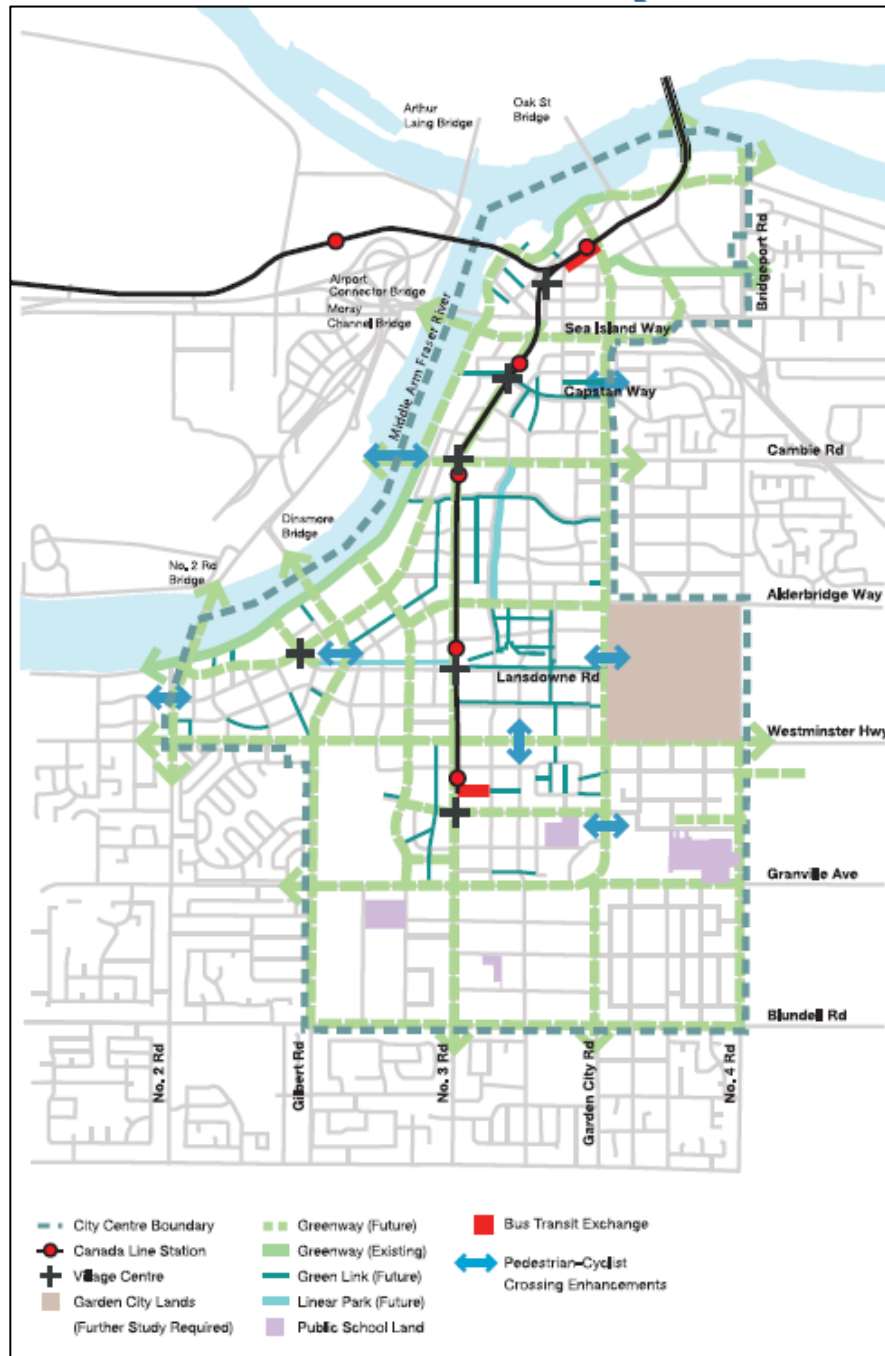 Arthur
Laing Bridge
Oak St
Bridge
Bridgeport Rd
Airport
Connector Bridge
Moray
Channel Bridge
Middle Arm Fraser River
Sea Island Way
Capstan Way
Cambie Rd
Dinsmore
Bridge
No. 2 Rd
Bridge
Alderbridge Way
Lansdowne Rd
Westminster Hwy
Granville Ave
Blundell Rd
No. 2 Rd
Gilbert Rd
No. 3 Rd
Garden City Rd
No. 4 Rd
City Centre Boundary
Canada Line Station
Village Centre
Garden City Lands
(Further Study Required)
Greenway (Future)
Greenway (Existing)
Green Link (Future)
Linear Park (Future)
Public School Land
Bus Transit Exchange
Pedestrian-Cyclist
Crossing Enhancements